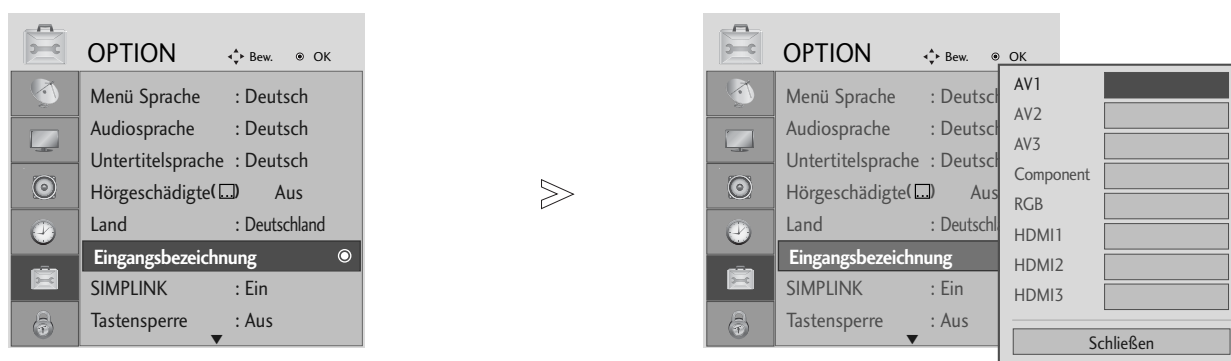 OPTION Bew. OK
Menü Sprache : Deutsch
Audiosprache : Deutsch
Untertitelsprache : Deutsch
Hörgeschädigte( ) Aus
Land : Deutschland
Eingangsbezeichnung
SIMPLINK : Ein
Tastensperre : Aus
>
OPTION Bew. OK
Menü Sprache : Deutsch
Audiosprache : Deutsch
Untertitelsprache : Deutsch
Hörgeschädigte( ) Aus
Land : Deutschl
Eingangsbezeichnung
SIMPLINK : Ein
Tastensperre : Aus
AV1
AV2
AV3
Component
RGB
HDMI1
HDMI2
HDMI3
Schließen